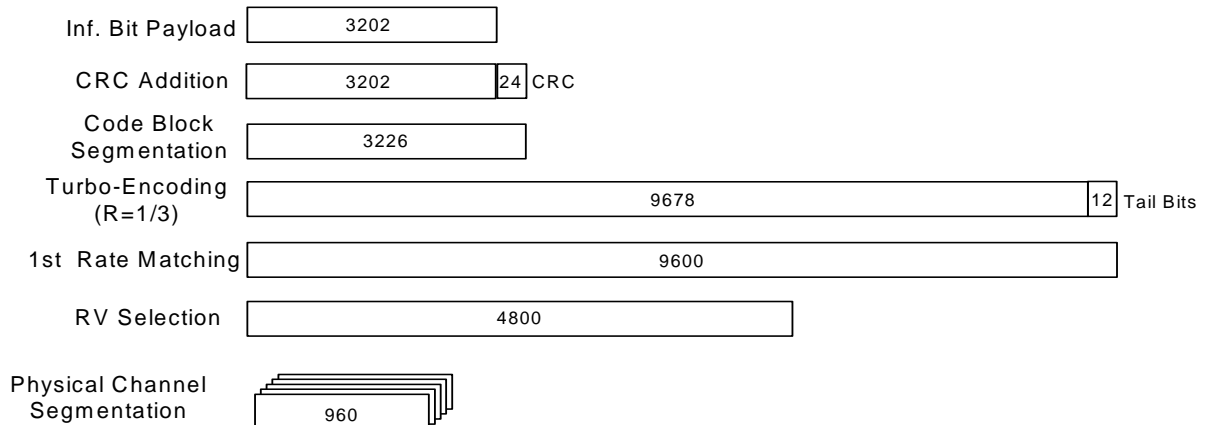 Inf. Bit Payload 3202
CRC Addition 3202 24 CRC
Code Block
Segmentation 3226
Turbo-Encoding
(R=1/3) 9678 12 Tail Bits
1st Rate Matching 9600
RV Selection 4800
Physical Channel
Segmentation 960